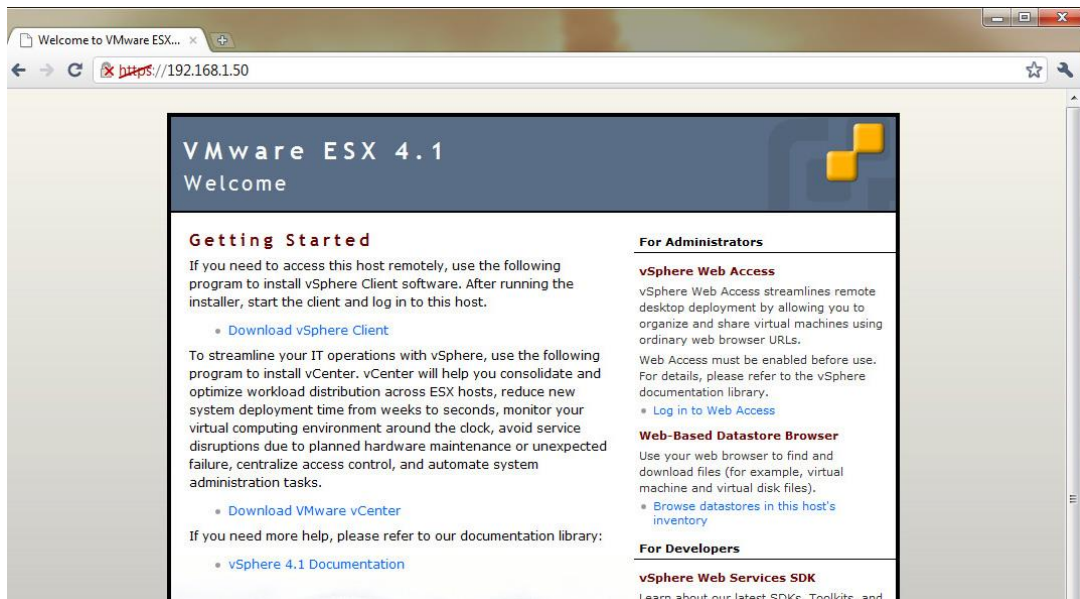 Welcome to VMware ESX...
https://192.168.1.50
VMware ESX 4.1
Welcome
Getting Started
If you need to access this host remotely, use the following
program to install vSphere Client software. After running the
installer, start the client and log in to this host.
Download vSphere Client
To streamline your IT operations with vSphere, use the following
program to install vCenter. vCenter will help you consolidate and
optimize workload distribution across ESX hosts, reduce new
system deployment time from weeks to seconds, monitor your
virtual computing environment around the clock, avoid service
disruptions due to planned hardware maintenance or unexpected
failure, centralize access control, and automate system
administration tasks.
Download VMware vCenter
If you need more help, please refer to our documentation library:
vSphere 4.1 Documentation
For Administrators
vSphere Web Access
vSphere Web Access streamlines remote
desktop deployment by allowing you to
organize and share virtual machines using
ordinary web browser URLs.
Web Access must be enabled before use.
For details, please refer to the vSphere
documentation library.
Log in to Web Access
Web-Based Datastore Browser
Use your web browser to find and
download files (for example, virtual
machine and virtual disk files).
Browse datastores in this host's
inventory
For Developers
vSphere Web Services SDK
Learn about our latest SDKs, Toolkits, and